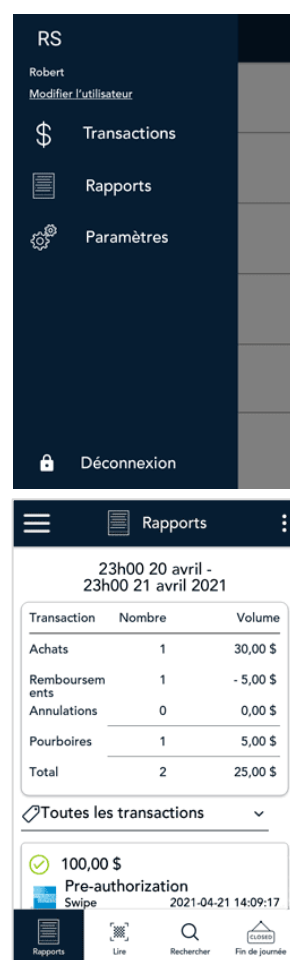 RS
Robert
Modifier l'utilisateur
Transactions
Rapports
Paramètres
Déconnexion
Rapports
23h00 20 avril -
23h00 21 avril 2021
Transaction Nombre Volume
Achats 1 30,00 $
Remboursem
ents 1 - 5,00 $
Annulations 0 0,00 $
Pourboires 1 5,00 $
Total 2 25,00 $
Toutes les transactions
100,00 $
Pre-authorization
Swipe 2021-04-21 14:09:17
Rapports Lire Rechercher CLOSED Fin de journée